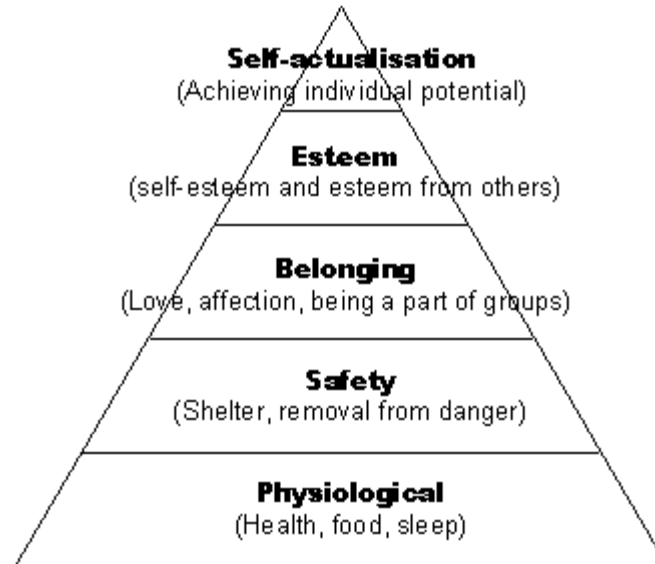 Self-actualisation
(Achieving individual potential)
Esteem
(self-esteem and esteem from others)
Belonging
(Love, affection, being a part of groups)
Safety
(Shelter, removal from danger)
Physiological
(Health, food, sleep)